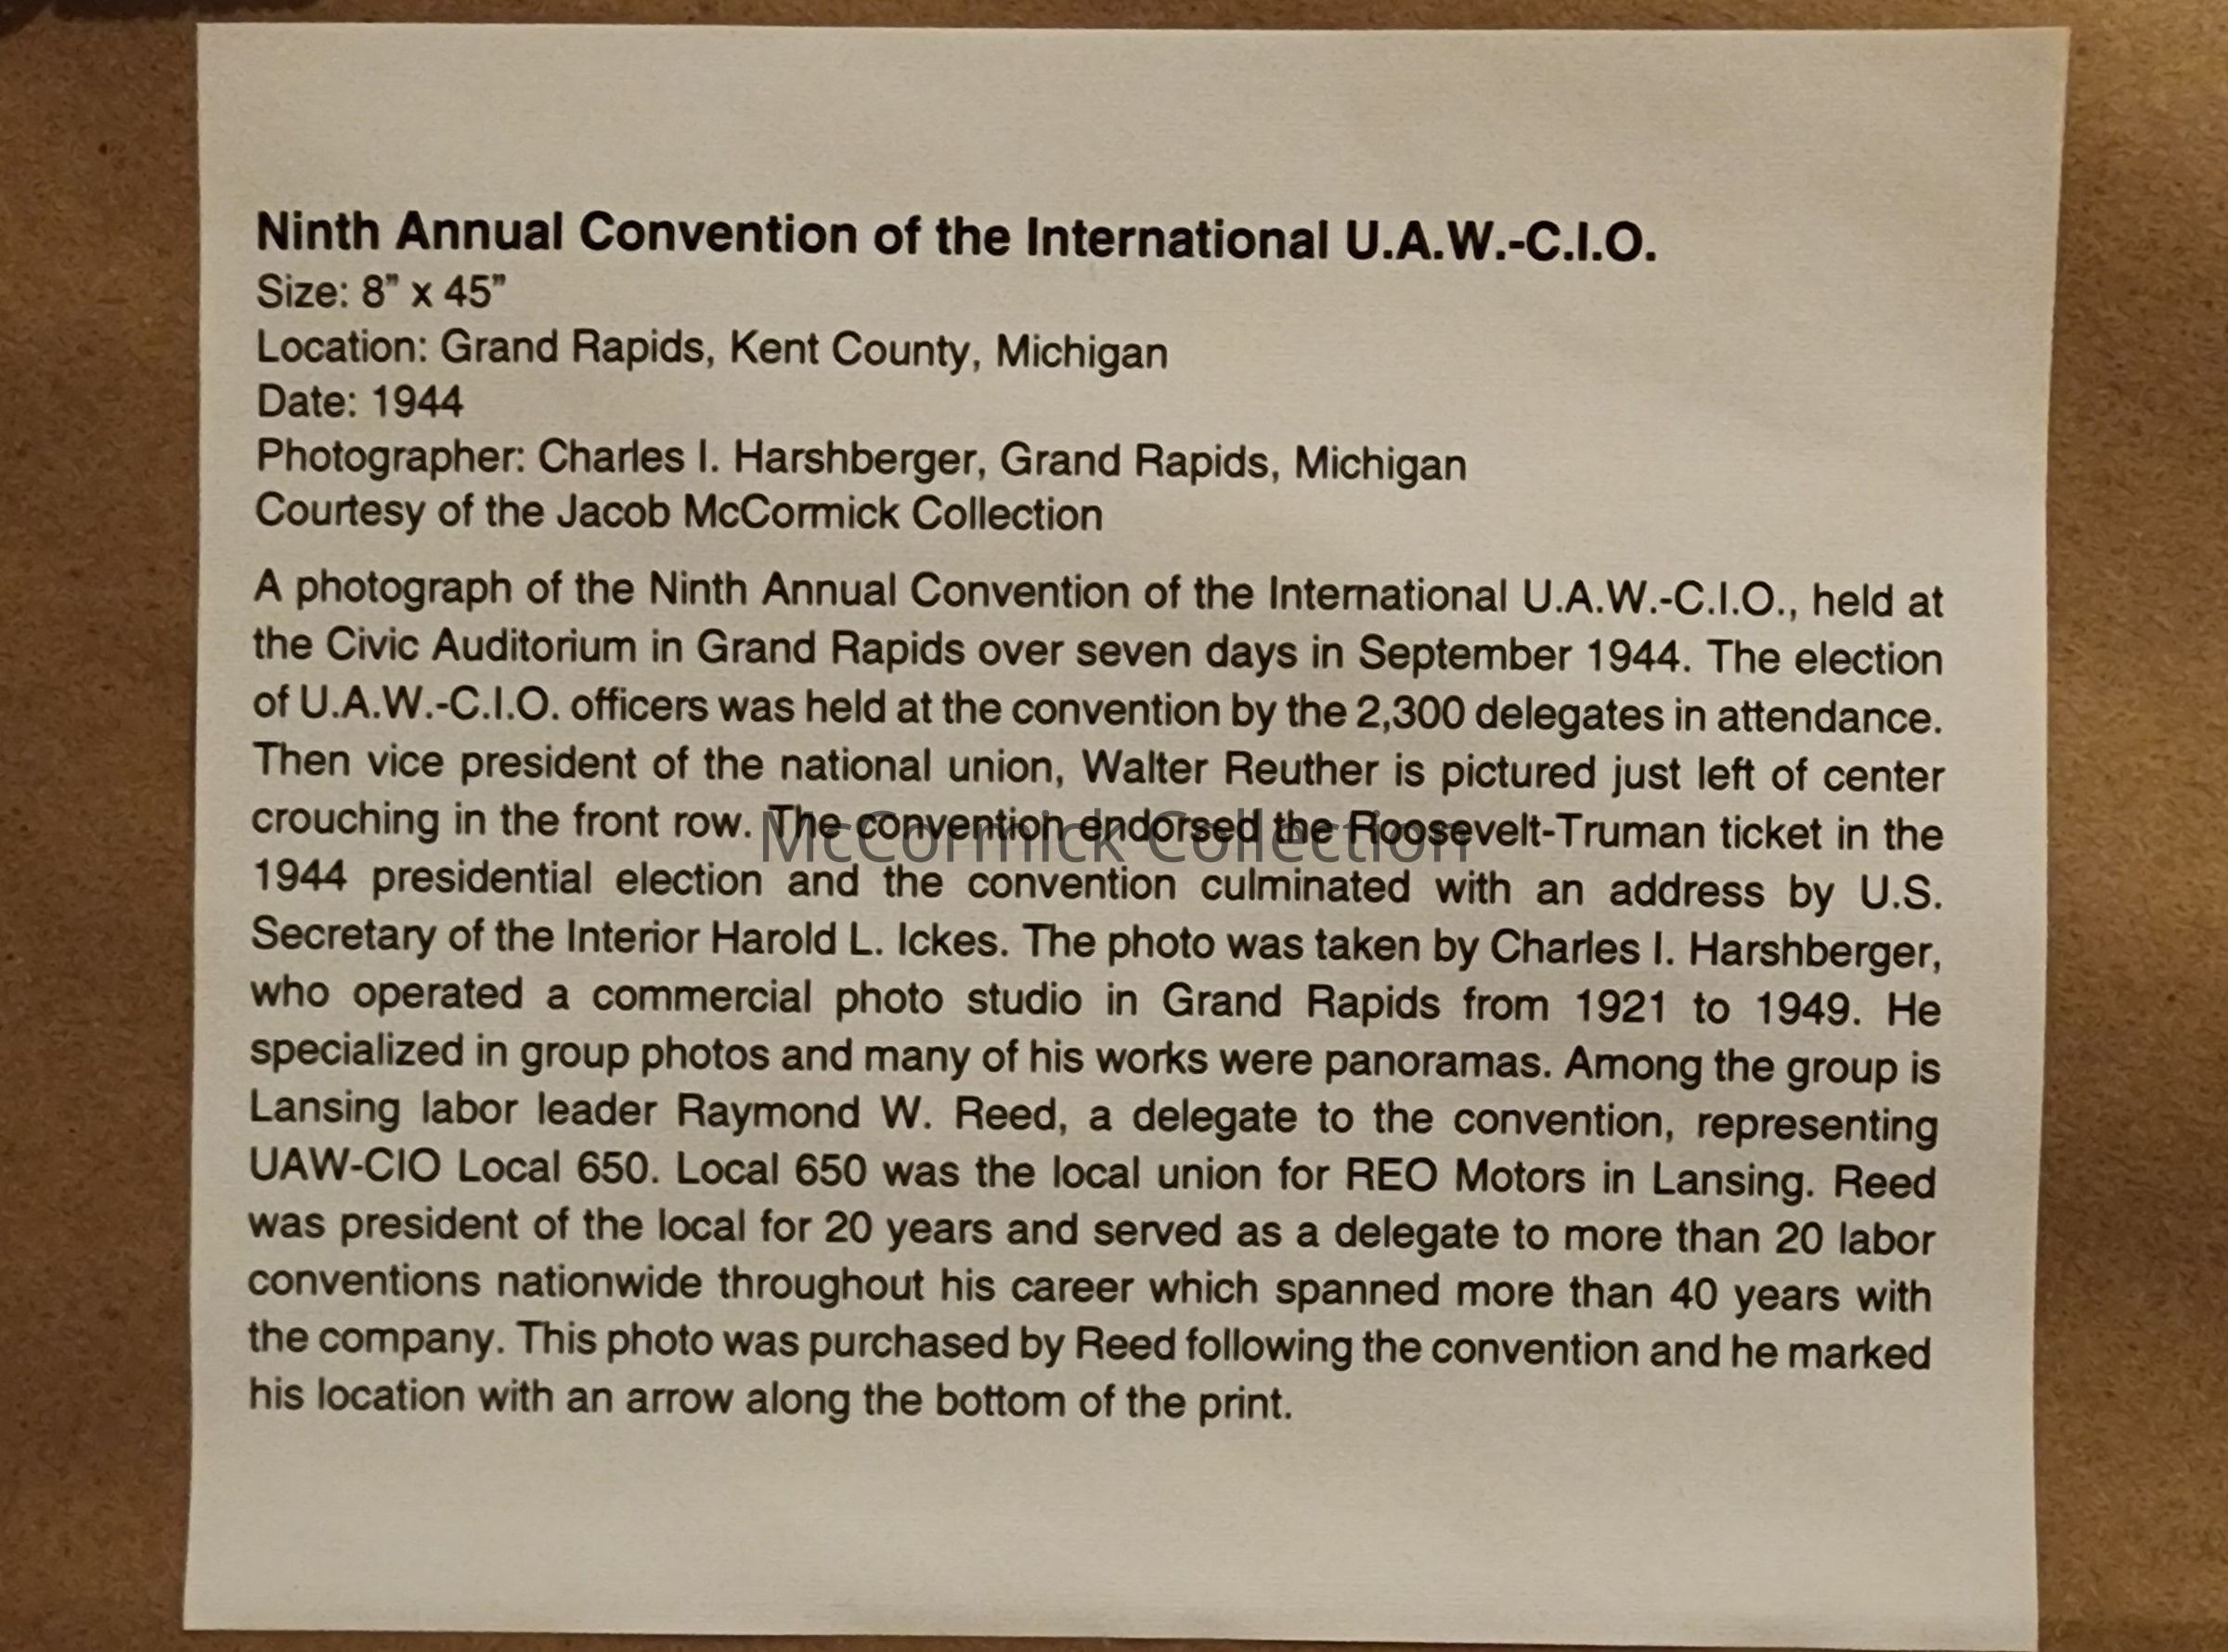 Ninth Annual Convention of the International U.A.W.-C.I.O.
Size: 8” x 45”
Location: Grand Rapids, Kent County, Michigan
Date: 1944
Photographer: Charles I. Harshberger, Grand Rapids, Michigan
Courtesy of the Jacob McCormick Collection
A photograph of the Ninth Annual Convention of the International U.A.W.-C.I.O., held at
the Civic Auditorium in Grand Rapids over seven days in September 1944. The election
of U.A.W.-C.I.O. officers was held at the convention by the 2,300 delegates in attendance.
Then vice president of the national union, Walter Reuther is pictured just left of center
crouching in the front row. The convention endorsed the Roosevelt-Truman ticket in the
McCormick Collection
1944 presidential election and the convention culminated with an address by U.S.
Secretary of the Interior Harold L. Ickes. The photo was taken by Charles I. Harshberger,
who operated a commercial photo studio in Grand Rapids from 1921 to 1949. He
specialized in group photos and many of his works were panoramas. Among the group is
Lansing labor leader Raymond W. Reed, a delegate to the convention, representing
UAW-CIO Local 650. Local 650 was the local union for REO Motors in Lansing. Reed
was president of the local for 20 years and served as a delegate to more than 20 labor
conventions nationwide throughout his career which spanned more than 40 years with
the company. This photo was purchased by Reed following the convention and he marked
his location with an arrow along the bottom of the print.